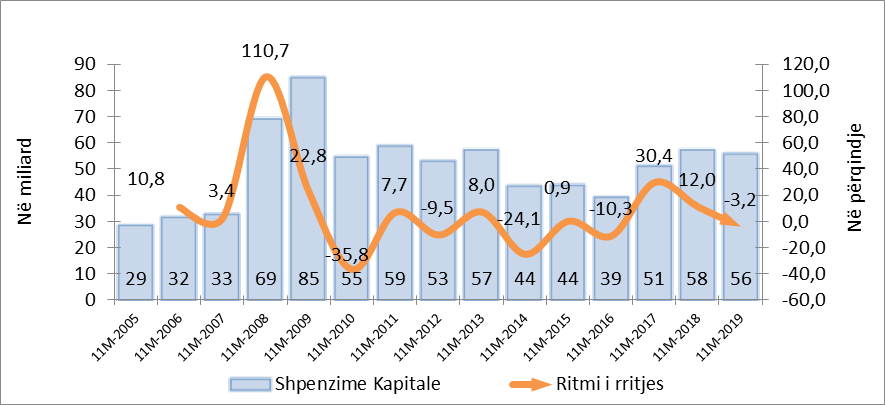 110,7
90
80
70
60
50
40
30
20
10
0
Në miliard
120,0
100,0
80,0
60,0
40,0
20,0
0,0
-20,0
-40,0
-60,0
Në përqindje
10,8
3,4
22,8
-35,8
7,7
-9,5
8,0
-24,1
0,9
-10,3
30,4
12,0
-3,2
29 32 33 69 85 55 59 53 57 44 44 39 51 58 56
11M-2005
11M-2006
11M-2007
11M-2008
11M-2009
11M-2010
11M-2011
11M-2012
11M-2013
11M-2014
11M-2015
11M-2016
11M-2017
11M-2018
11M-2019
Shpenzime Kapitale Ritmi i rritjes